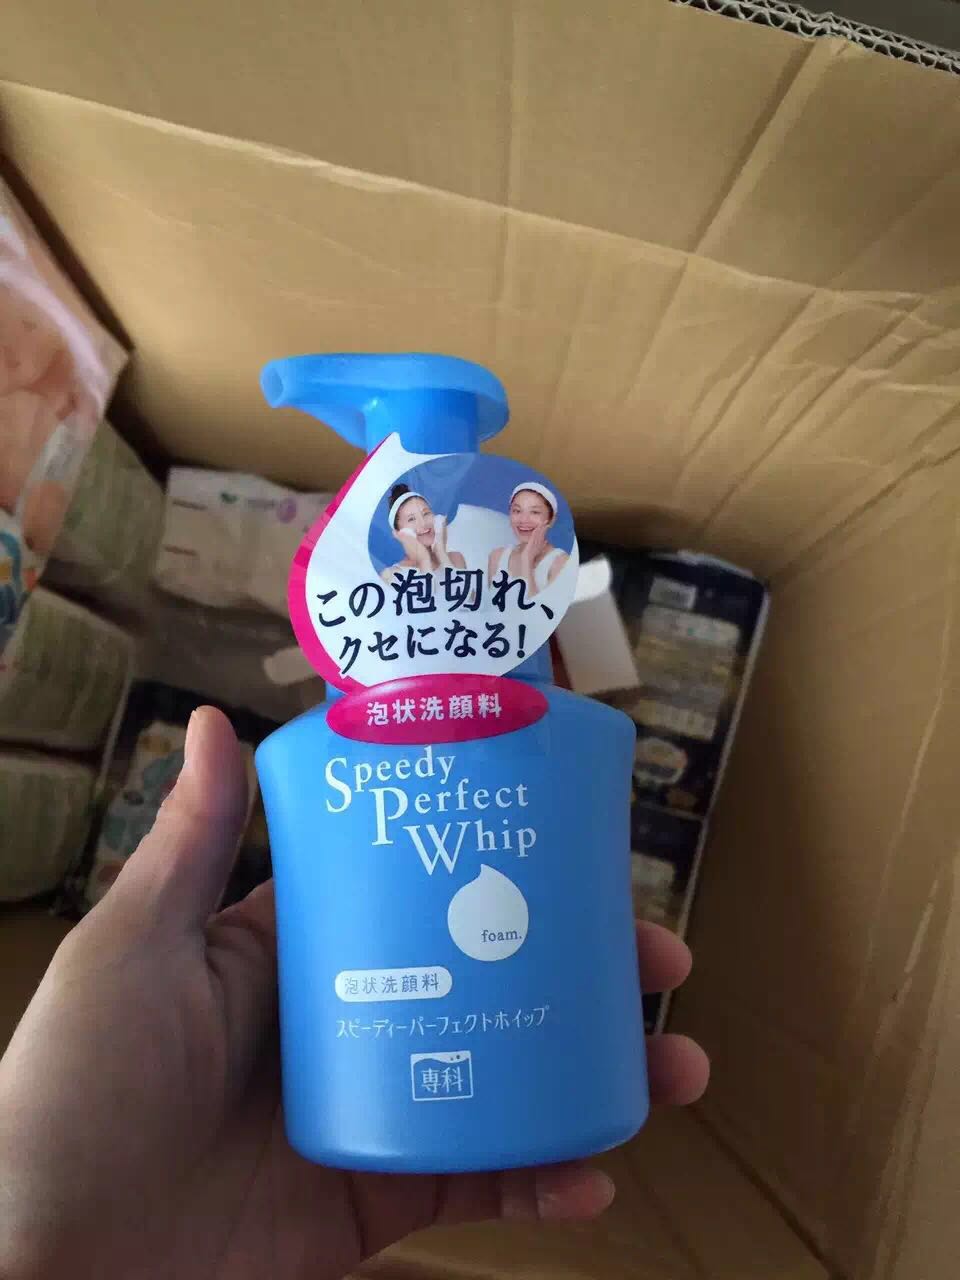 この泡切れ、
クセになる!
泡状洗顔料
Speedy
Perfect
Whip
foam.
泡状洗顔料
スピーディーパーフェクトホイップ
専科